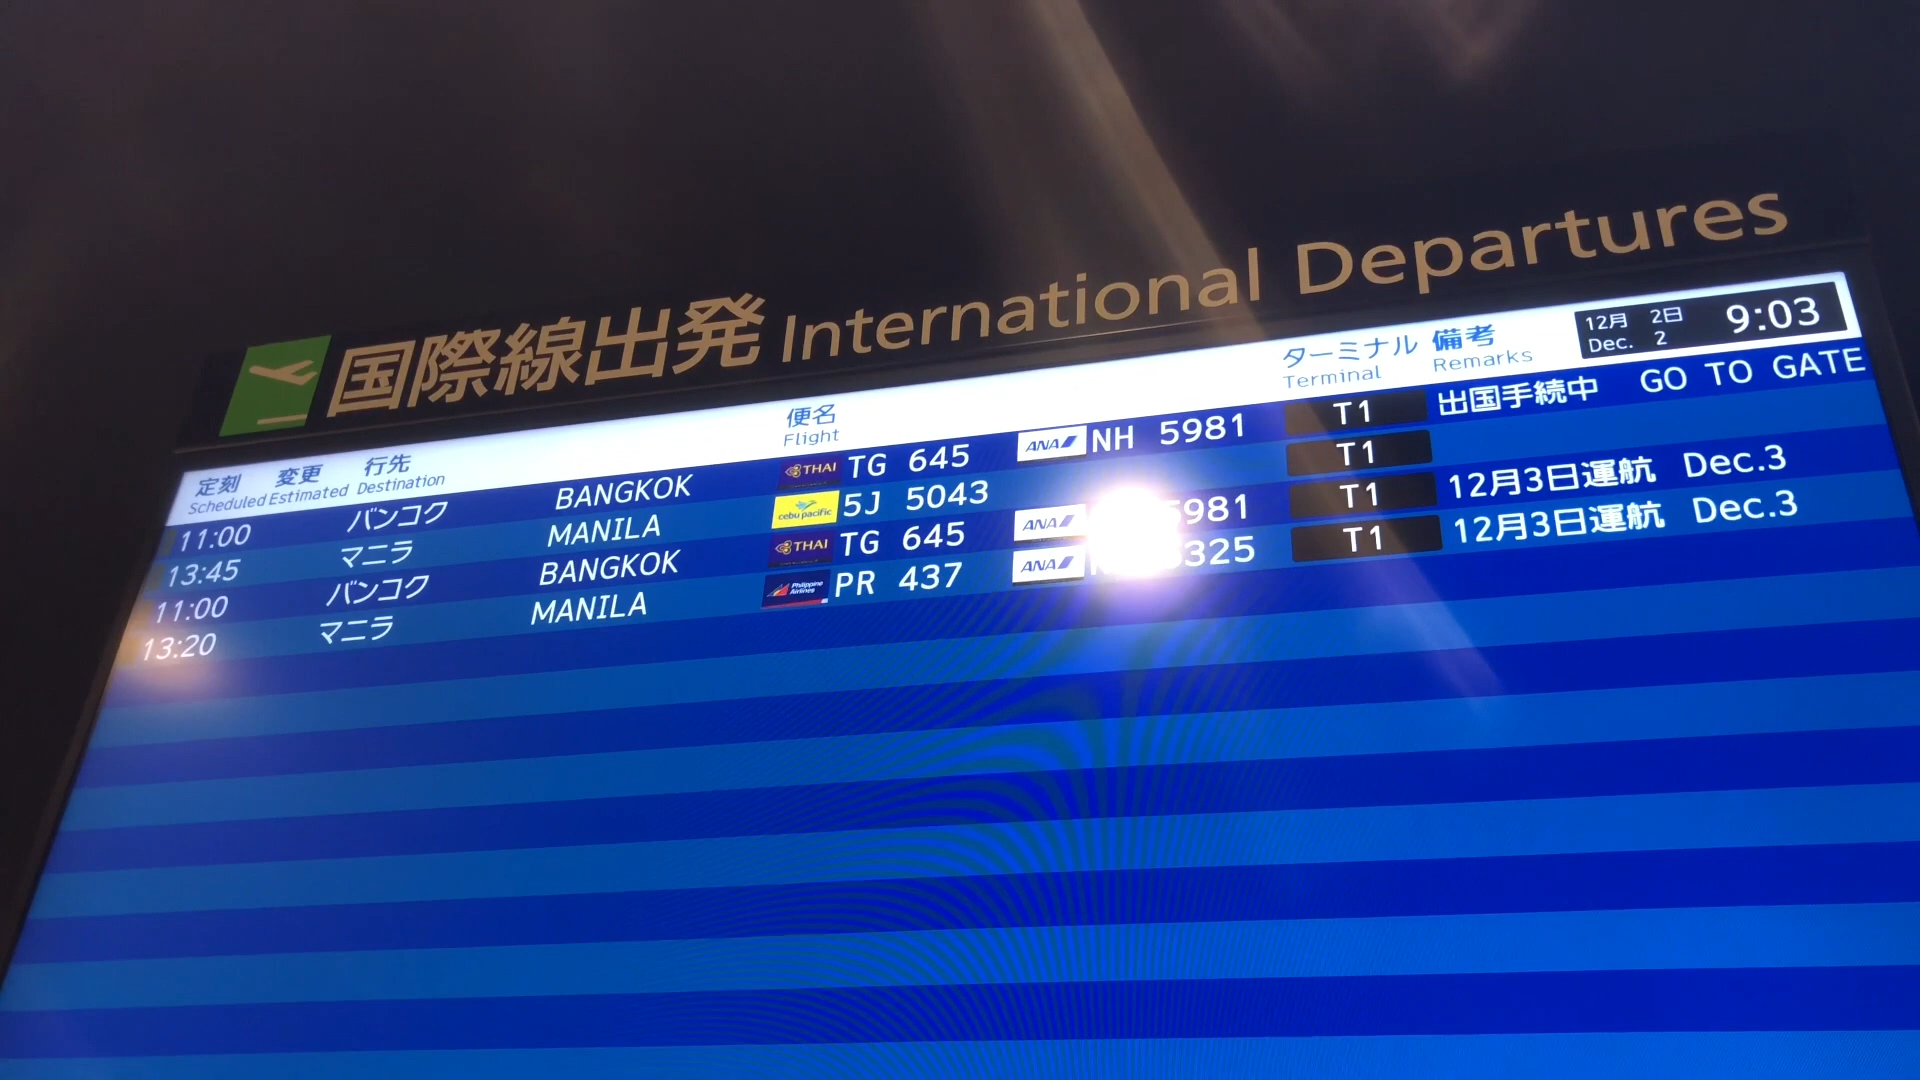 国際線出発 International Departures
定刻 変更 行先 便名 ターミナル 備考 12月 2日 9:03
Scheduled Estimated Destination Flight Terminal Remarks Dec. 2
11:00 バンコク BANGKOK THAI TG 645 ANA NH 5981 T1 出国手続中 GO TO GATE
13:45 マニラ MANILA cebu pacific 5J 5043 T1
11:00 バンコク BANGKOK THAI TG 645 ANA 5981 T1 12月3日運航 Dec.3
13:20 マニラ MANILA Philippine Airlines PR 437 ANA 5325 T1 12月3日運航 Dec.3